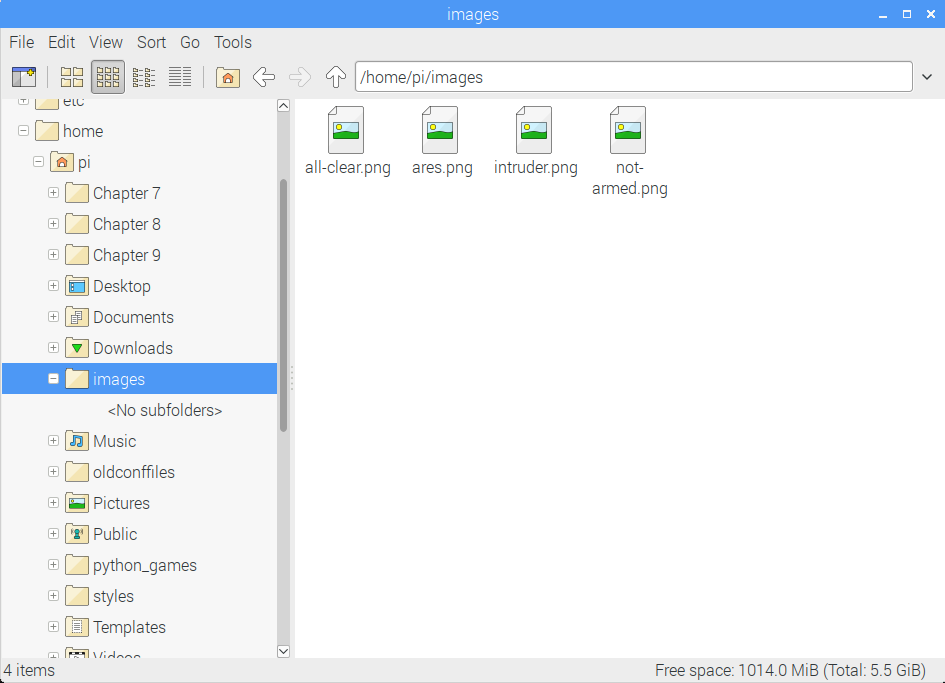 images
File Edit View Sort Go Tools
/home/pi/images
etc
home
pi
Chapter 7
Chapter 8
Chapter 9
Desktop
Documents
Downloads
images
<No subfolders>
Music
oldconffiles
Pictures
Public
python_games
styles
Templates
Videos
all-clear.png
ares.png
intruder.png
not-
armed.png
4 items
Free space: 1014.0 MiB (Total: 5.5 GiB)